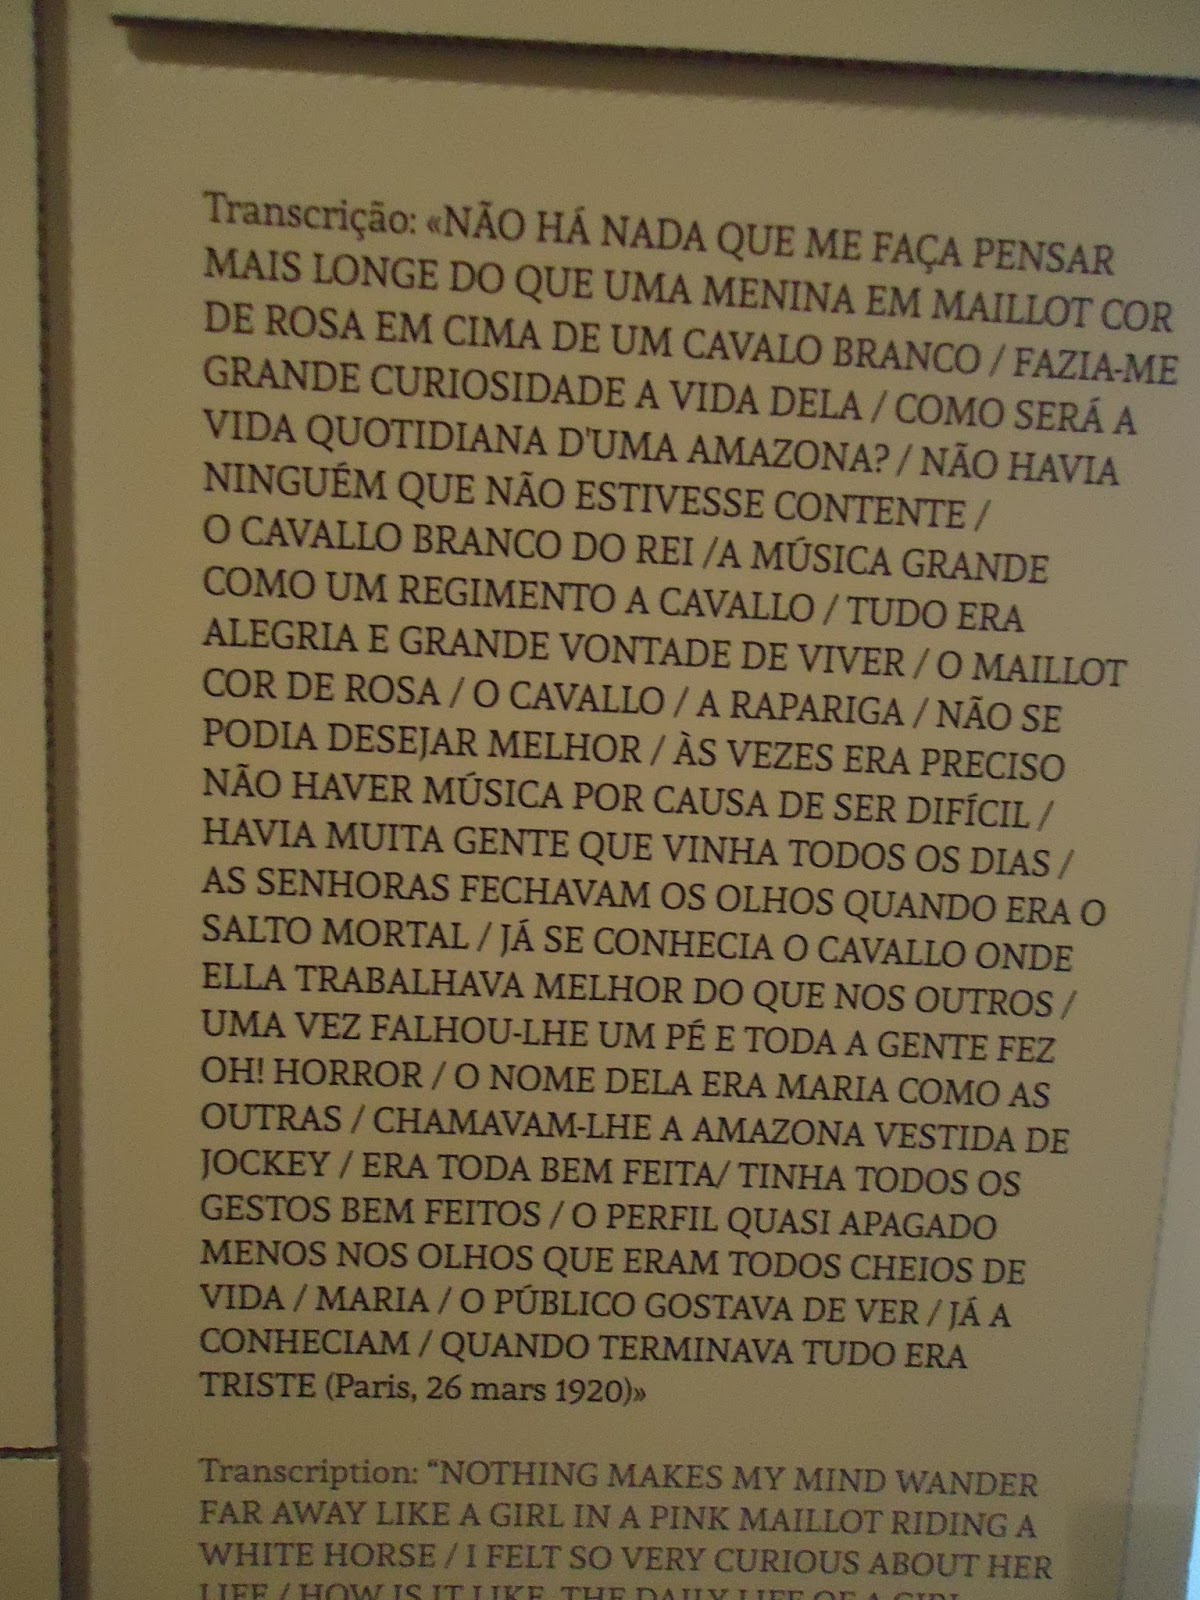 Transcrição: «NÃO HÁ NADA QUE ME FAÇA PENSAR
MAIS LONGE DO QUE UMA MENINA EM MAILLOT COR
DE ROSA EM CIMA DE UM CAVALO BRANCO / FAZIA-ME
GRANDE CURIOSIDADE A VIDA DELA / COMO SERÁ A
VIDA QUOTIDIANA D'UMA AMAZONA? / NÃO HAVIA
NINGUÉM QUE NÃO ESTIVESSE CONTENTE /
O CAVALLO BRANCO DO REI /A MÚSICA GRANDE
COMO UM REGIMENTO A CAVALLO / TUDO ERA
ALEGRIA E GRANDE VONTADE DE VIVER / O MAILLOT
COR DE ROSA / O CAVALLO / A RAPARIGA / NÃO SE
PODIA DESEJAR MELHOR / ÀS VEZES ERA PRECISO
NÃO HAVER MÚSICA POR CAUSA DE SER DIFÍCIL /
HAVIA MUITA GENTE QUE VINHA TODOS OS DIAS /
AS SENHORAS FECHAVAM OS OLHOS QUANDO ERA O
SALTO MORTAL / JÁ SE CONHECIA O CAVALLO ONDE
ELLA TRABALHAVA MELHOR DO QUE NOS OUTROS /
UMA VEZ FALHOU-LHE UM PÉ E TODA A GENTE FEZ
OH! HORROR / O NOME DELA ERA MARIA COMO AS
OUTRAS / CHAMAVAM-LHE A AMAZONA VESTIDA DE
JOCKEY / ERA TODA BEM FEITA/ TINHA TODOS OS
GESTOS BEM FEITOS / O PERFIL QUASI APAGADO
MENOS NOS OLHOS QUE ERAM TODOS CHEIOS DE
VIDA / MARIA / O PÚBLICO GOSTAVA DE VER / JÁ A
CONHECIAM / QUANDO TERMINAVA TUDO ERA
TRISTE (Paris, 26 mars 1920)»
Transcription: “NOTHING MAKES MY MIND WANDER
FAR AWAY LIKE A GIRL IN A PINK MAILLOT RIDING A
WHITE HORSE / I FELT SO VERY CURIOUS ABOUT HER
LIFE / HOW IS IT LIKE, THE DAILY LIFE OF A GIRL